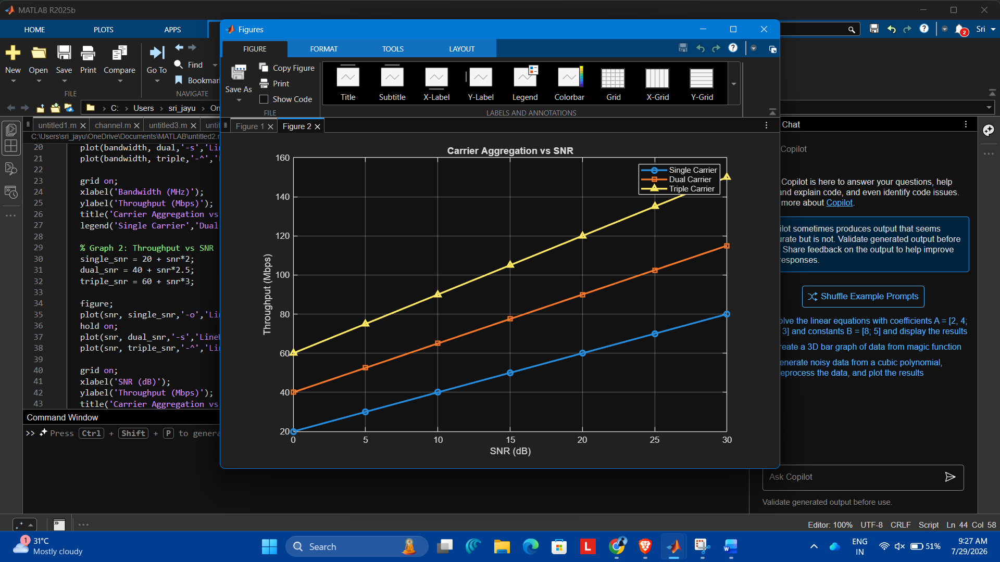 MATLAB R2025b
HOME PLOTS APPS
Sri
2
New Open Save Print Compare Go To Find
Bookmar
FILE NAVIGATE
C: Users sri_jayu On
untitled1.m channel.m untitled3.m unti
C:\Users\sri_jayu\OneDrive\Documents\MATLAB\untitled2.
20 plot(bandwidth, dual,'-s','Li
21 plot(bandwidth, triple,'-^','
22
23 grid on;
24 xlabel('Bandwidth (MHz)');
25 ylabel('Throughput (Mbps)');
26 title('Carrier Aggregation vs
27 legend('Single Carrier','Dual
28
29 % Graph 2: Throughput vs SNR
30 single_snr = 20 + snr*2;
31 dual_snr = 40 + snr*2.5;
32 triple_snr = 60 + snr*3;
33
34 figure;
35 plot(snr, single_snr,'-o','Li
36 hold on;
37 plot(snr, dual_snr,'-s','Line
38 plot(snr, triple_snr,'-^','Li
39
40 grid on;
41 xlabel('SNR (dB)');
42 ylabel('Throughput (Mbps)');
43 title('Carrier Aggregation vs
Command Window
>> Press Ctrl + Shift + P to genera
Figures
FIGURE FORMAT TOOLS LAYOUT
Save As
Copy Figure
Print
Show Code
FILE
Title Subtitle X-Label Y-Label Legend Colorbar Grid X-Grid Y-Grid
LABELS AND ANNOTATIONS
Figure 1 Figure 2
Carrier Aggregation vs SNR
Single Carrier
Dual Carrier
Triple Carrier
160
140
120
100
80
60
40
20
Throughput (Mbps)
0 5 10 15 20 25 30
SNR (dB)
Chat
Copilot
Copilot is here to answer your questions, help
and explain code, and even identify code issues.
more about Copilot.
ilot sometimes produces output that seems
urate but is not. Validate generated output before
Share feedback on the output to help improve
responses.
Shuffle Example Prompts
olve the linear equations with coefficients A = [2, 4;
3] and constants B = [8; 5] and display the results
reate a 3D bar graph of data from magic function
enerate noisy data from a cubic polynomial,
eprocess the data, and plot the results
Ask Copilot
Validate generated output before use.
Editor: 100% UTF-8 CRLF Script Ln 44 Col 58
1
31°C
Mostly cloudy
Search
L
W
ENG
IN
51%
9:27 AM
7/29/2026